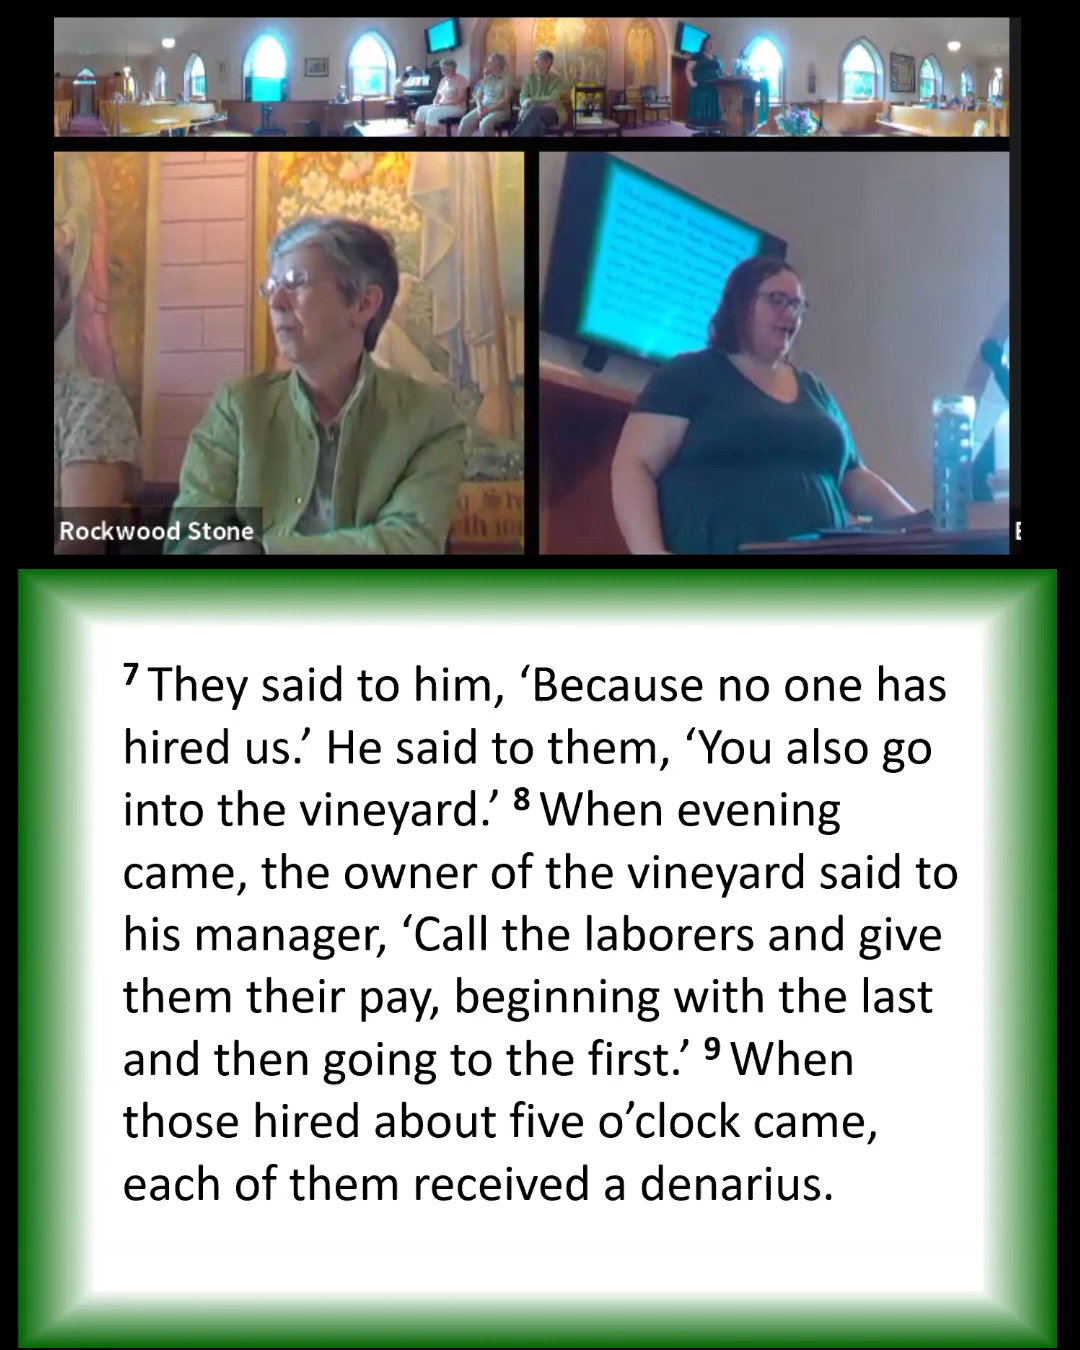 Rockwood Stone
7 They said to him, ‘Because no one has
hired us.’ He said to them, ‘You also go
into the vineyard.’ 8 When evening
came, the owner of the vineyard said to
his manager, ‘Call the laborers and give
them their pay, beginning with the last
and then going to the first.’ 9 When
those hired about five o’clock came,
each of them received a denarius.